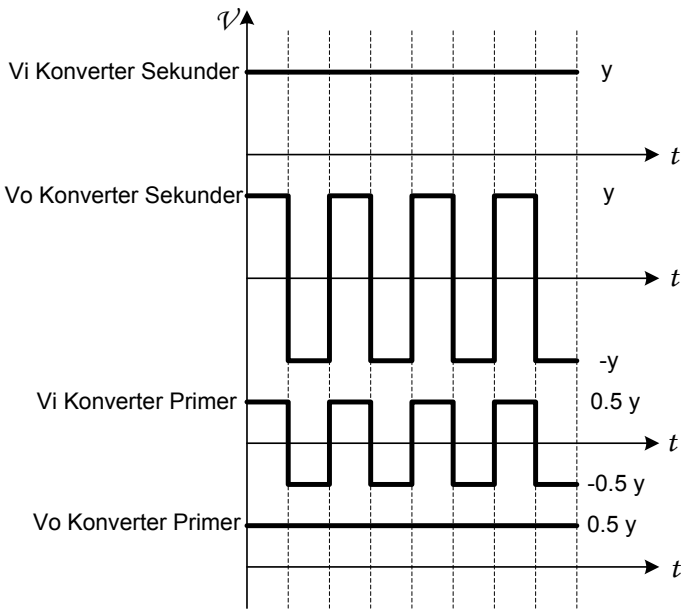 V
Vi Konverter Sekunder y
t
Vo Konverter Sekunder y
t
-y
Vi Konverter Primer 0.5 y
t
-0.5 y
Vo Konverter Primer 0.5 y
t